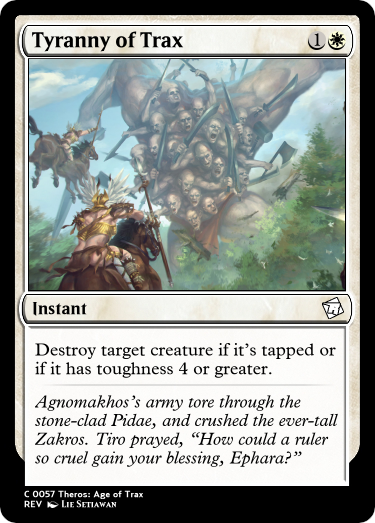 Tyranny of Trax 1
Instant
Destroy target creature if it's tapped or
if it has toughness 4 or greater.
Agnomakhos's army tore through the
stone-clad Pidae, and crushed the ever-tall
Zakros. Tiro prayed, “How could a ruler
so cruel gain your blessing, Ephara?”
C 0057 Theros: Age of Trax
REV Lie Setiawan